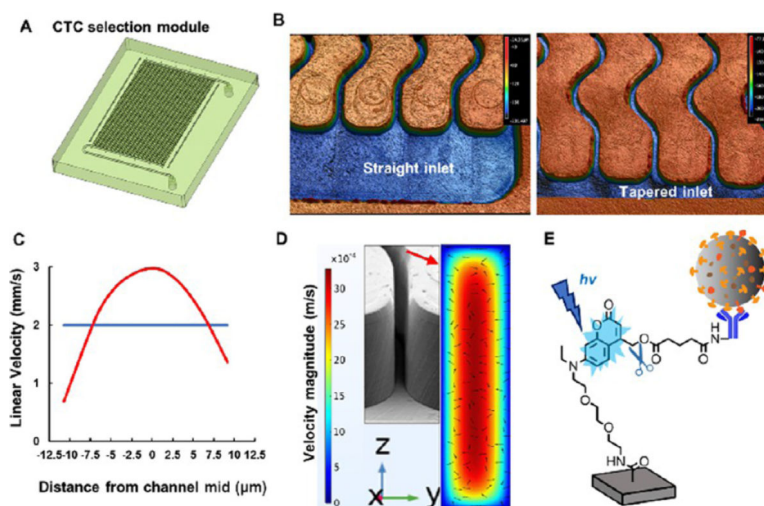 A
CTC selection module
B
Straight inlet
Tapered inlet
C
Linear Velocity (mm/s)
3
2
1
0
-12.5
-10
-7.5
-5
-2.5
0
2.5
5
7.5
10
12.5
Distance from channel mid (µm)
D
×10⁻⁴
30
25
20
15
10
5
0
Velocity magnitude (m/s)
z
x
y
E
hv
O
O
O
O
O
HN
N
O
O
HN
O